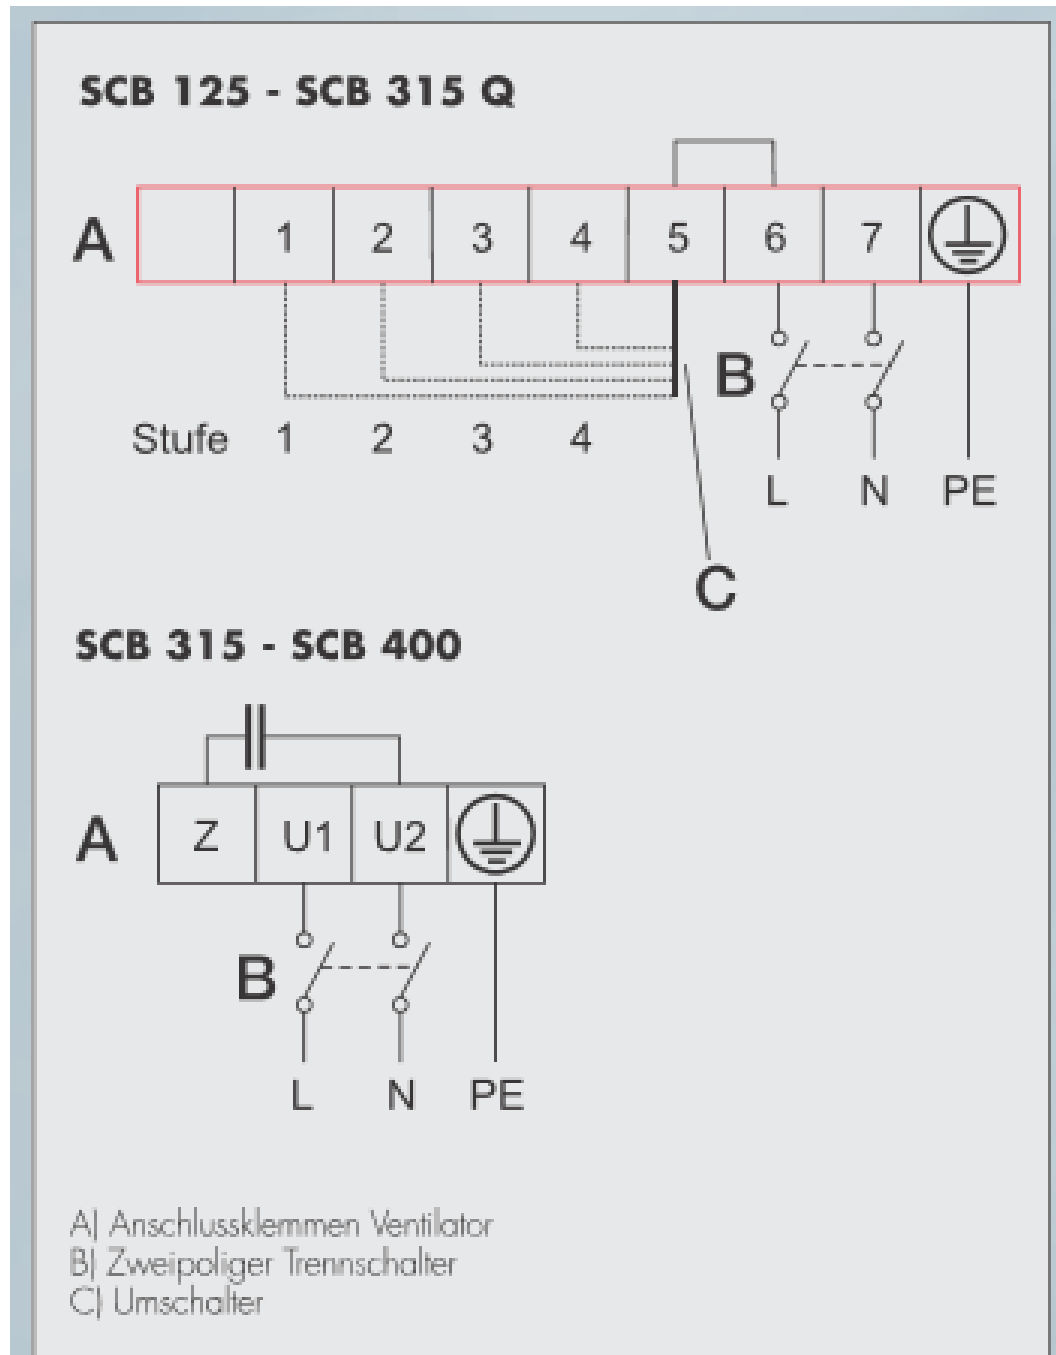 SCB 125 - SCB 315 Q
A 1 2 3 4 5 6 7
B
Stufe 1 2 3 4
L N PE
C
SCB 315 - SCB 400
A Z U1 U2
B
L N PE
A) Anschlussklemmen Ventilator
B) Zweipoliger Trennschalter
C) Umschalter